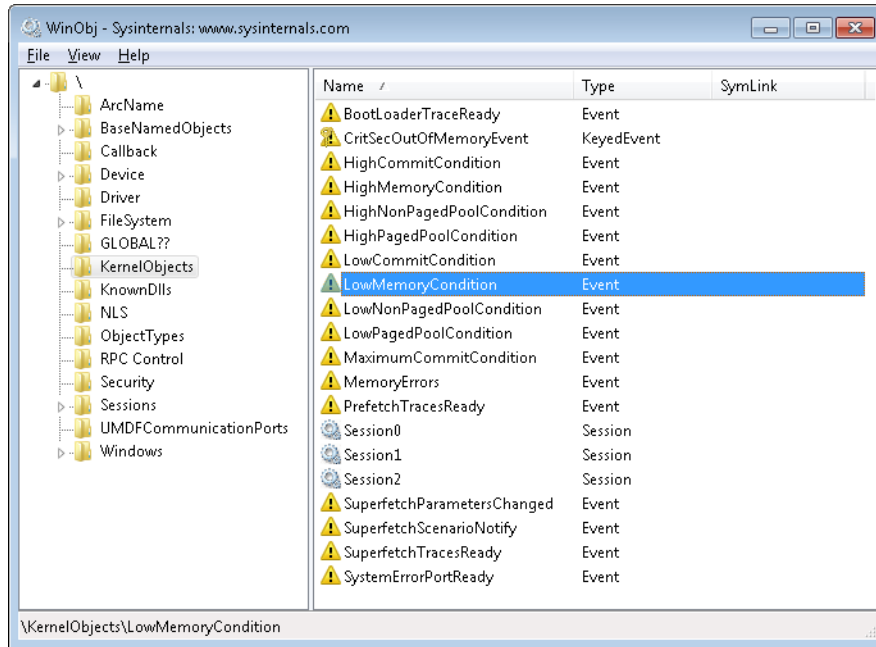 WinObj - Sysinternals: www.sysinternals.com
File View Help
\
ArcName
BaseNamedObjects
Callback
Device
Driver
FileSystem
GLOBAL??
KernelObjects
KnownDlls
NLS
ObjectTypes
RPC Control
Security
Sessions
UMDFCommunicationPorts
Windows
Name Type SymLink
BootLoaderTraceReady Event
CritSecOutOfMemoryEvent KeyedEvent
HighCommitCondition Event
HighMemoryCondition Event
HighNonPagedPoolCondition Event
HighPagedPoolCondition Event
LowCommitCondition Event
LowMemoryCondition Event
LowNonPagedPoolCondition Event
LowPagedPoolCondition Event
MaximumCommitCondition Event
MemoryErrors Event
PrefetchTracesReady Event
Session0 Session
Session1 Session
Session2 Session
SuperfetchParametersChanged Event
SuperfetchScenarioNotify Event
SuperfetchTracesReady Event
SystemErrorPortReady Event
\KernelObjects\LowMemoryCondition